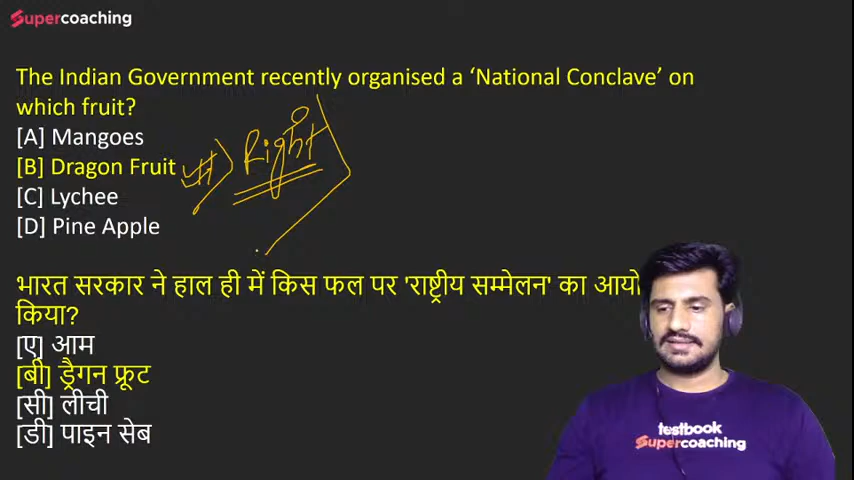 Supercoaching
The Indian Government recently organised a ‘National Conclave’ on
which fruit?
[A] Mangoes
[B] Dragon Fruit
Right
[C] Lychee
[D] Pine Apple
भारत सरकार ने हाल ही में किस फल पर 'राष्ट्रीय सम्मेलन' का आयो
किया?
[ए] आम
[बी] ड्रैगन फ्रूट
[सी] लीची
[डी] पाइन सेब
testbook
Supercoaching